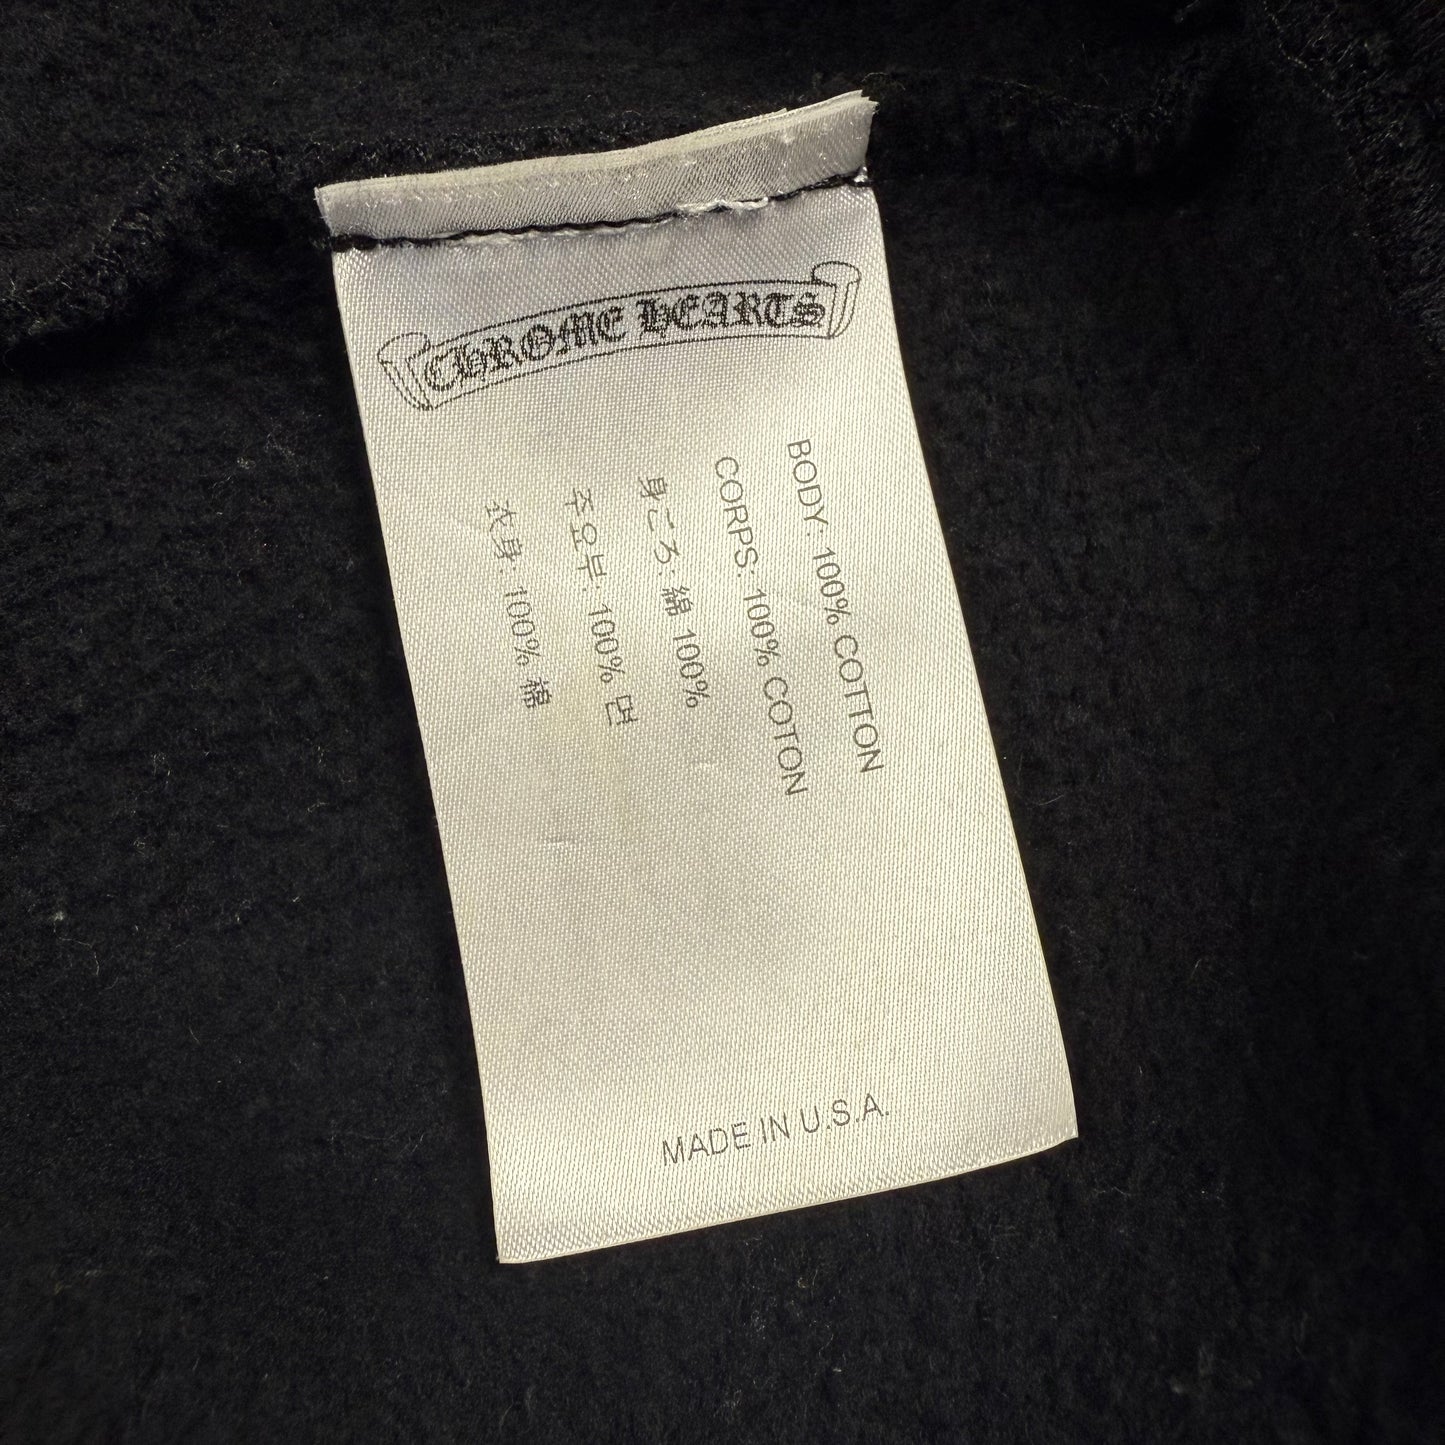 CHROME HEARTS
BODY: 100% COTTON
CORPS: 100% COTON
身ごろ: 綿 100%
주요부: 100% 면
衣身: 100% 棉
MADE IN U.S.A.